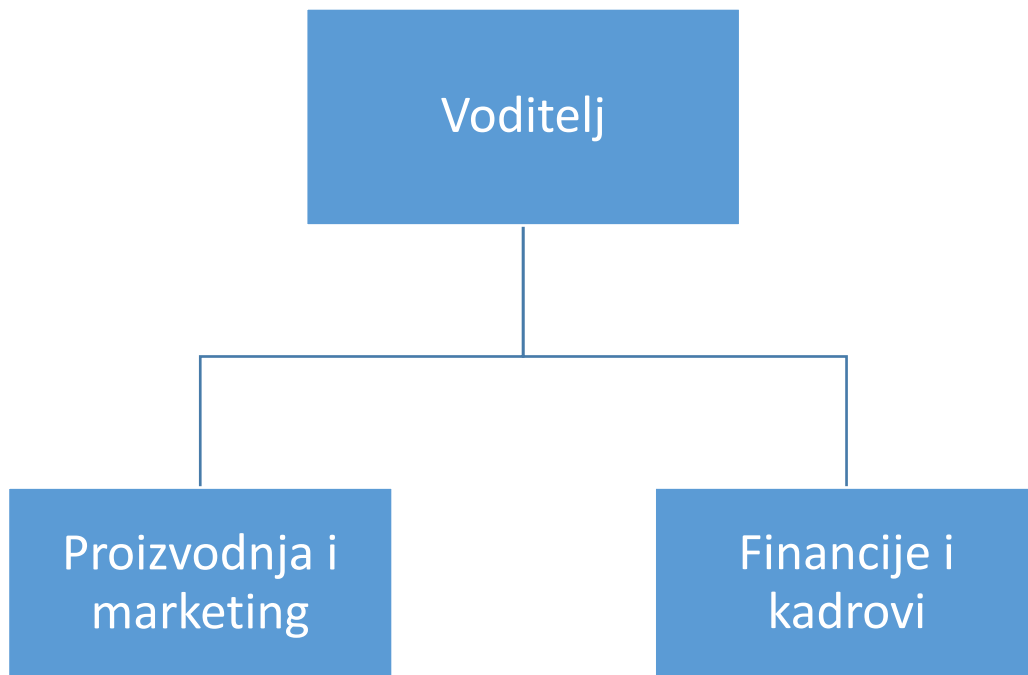 Voditelj
Proizvodnja i
marketing
Financije i
kadrovi